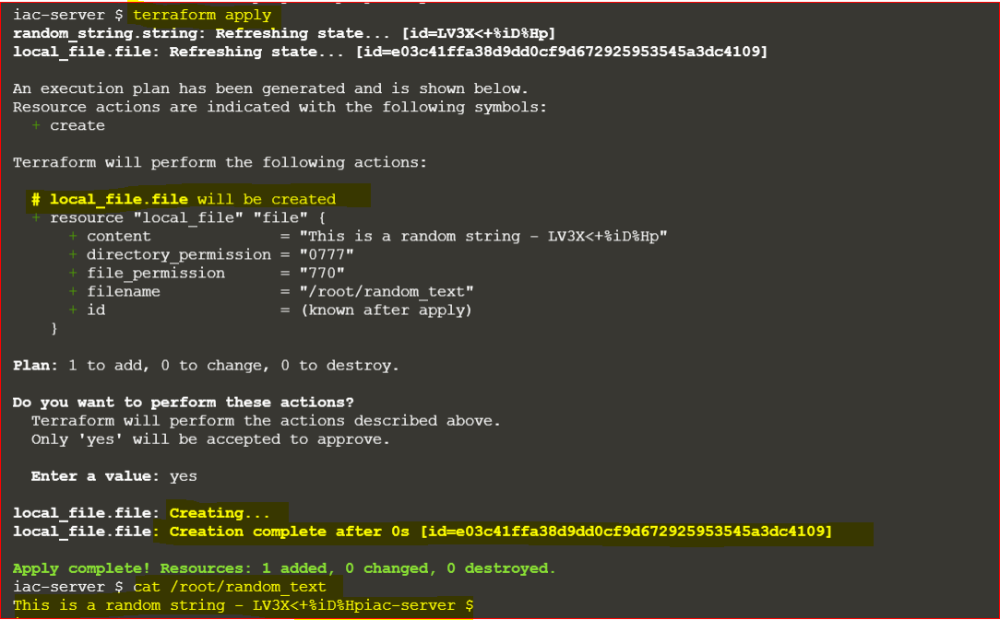 iac-server $ terraform apply
random_string.string: Refreshing state... [id=LV3X<+%iD%Hp]
local_file.file: Refreshing state... [id=e03c41ffa38d9dd0cf9d672925953545a3dc4109]
An execution plan has been generated and is shown below.
Resource actions are indicated with the following symbols:
+ create
Terraform will perform the following actions:
# local_file.file will be created
+ resource "local_file" "file" {
+ content = "This is a random string - LV3X<+%iD%Hp"
+ directory_permission = "0777"
+ file_permission = "770"
+ filename = "/root/random_text"
+ id = (known after apply)
}
Plan: 1 to add, 0 to change, 0 to destroy.
Do you want to perform these actions?
Terraform will perform the actions described above.
Only 'yes' will be accepted to approve.
Enter a value: yes
local_file.file: Creating...
local_file.file: Creation complete after 0s [id=e03c41ffa38d9dd0cf9d672925953545a3dc4109]
Apply complete! Resources: 1 added, 0 changed, 0 destroyed.
iac-server $ cat /root/random_text
This is a random string - LV3X<+%iD%Hpiac-server $